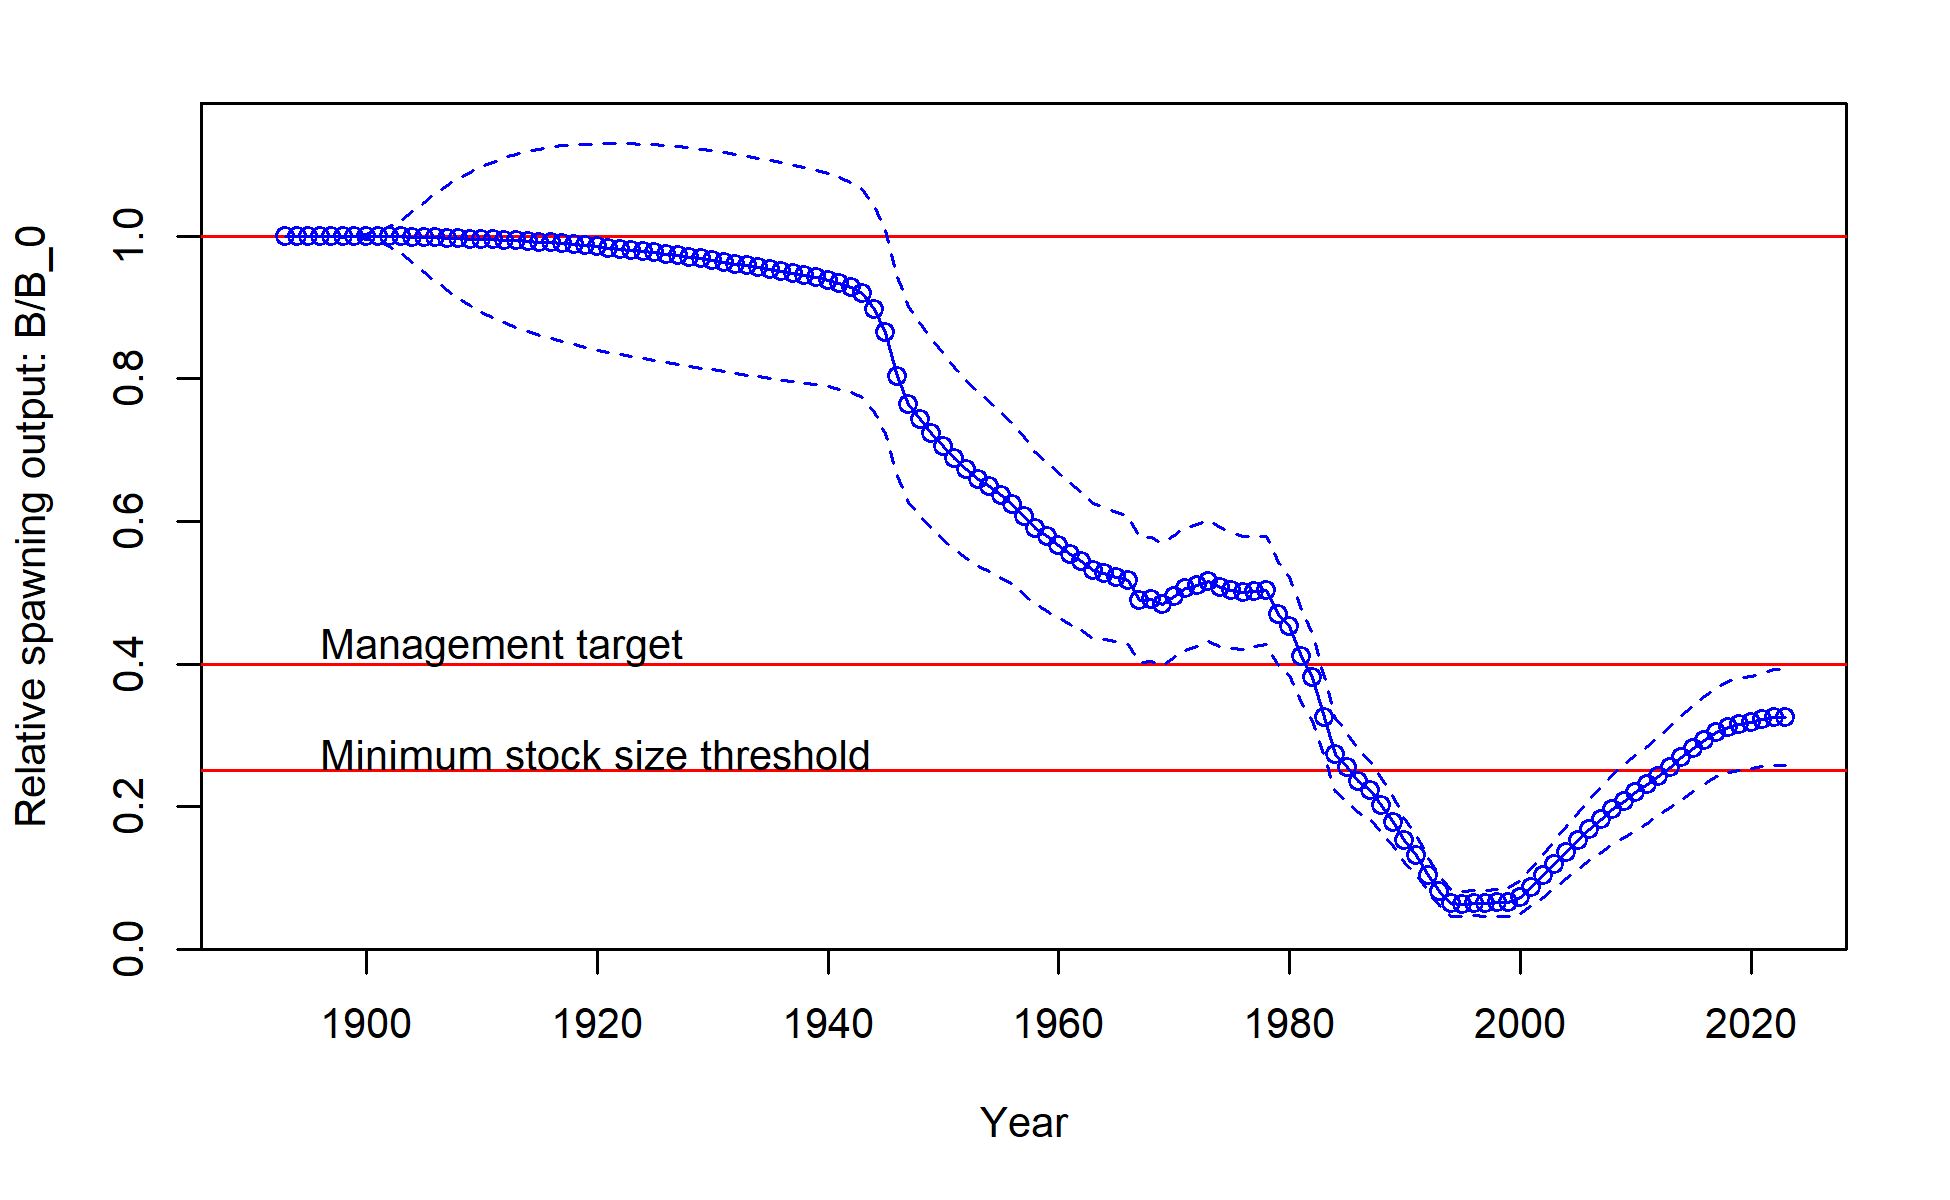 Relative spawning output: B/B_0
1.0
0.8
0.6
0.4
0.2
0.0
Management target
Minimum stock size threshold
1900 1920 1940 1960 1980 2000 2020
Year